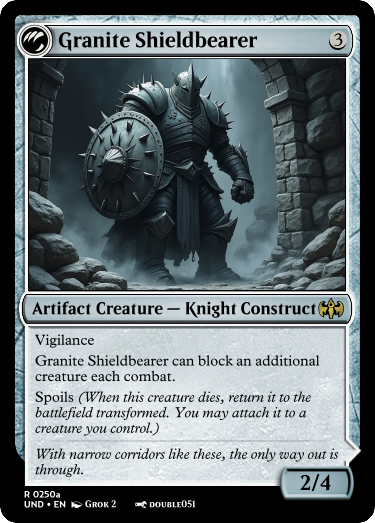 Granite Shieldbearer 3
Artifact Creature — Knight Construct
Vigilance
Granite Shieldbearer can block an additional
creature each combat.
Spoils (When this creature dies, return it to the
battlefield transformed. You may attach it to a
creature you control.)
With narrow corridors like these, the only way out is
through.
2/4
R 0250a
UND • EN Grok 2 double051